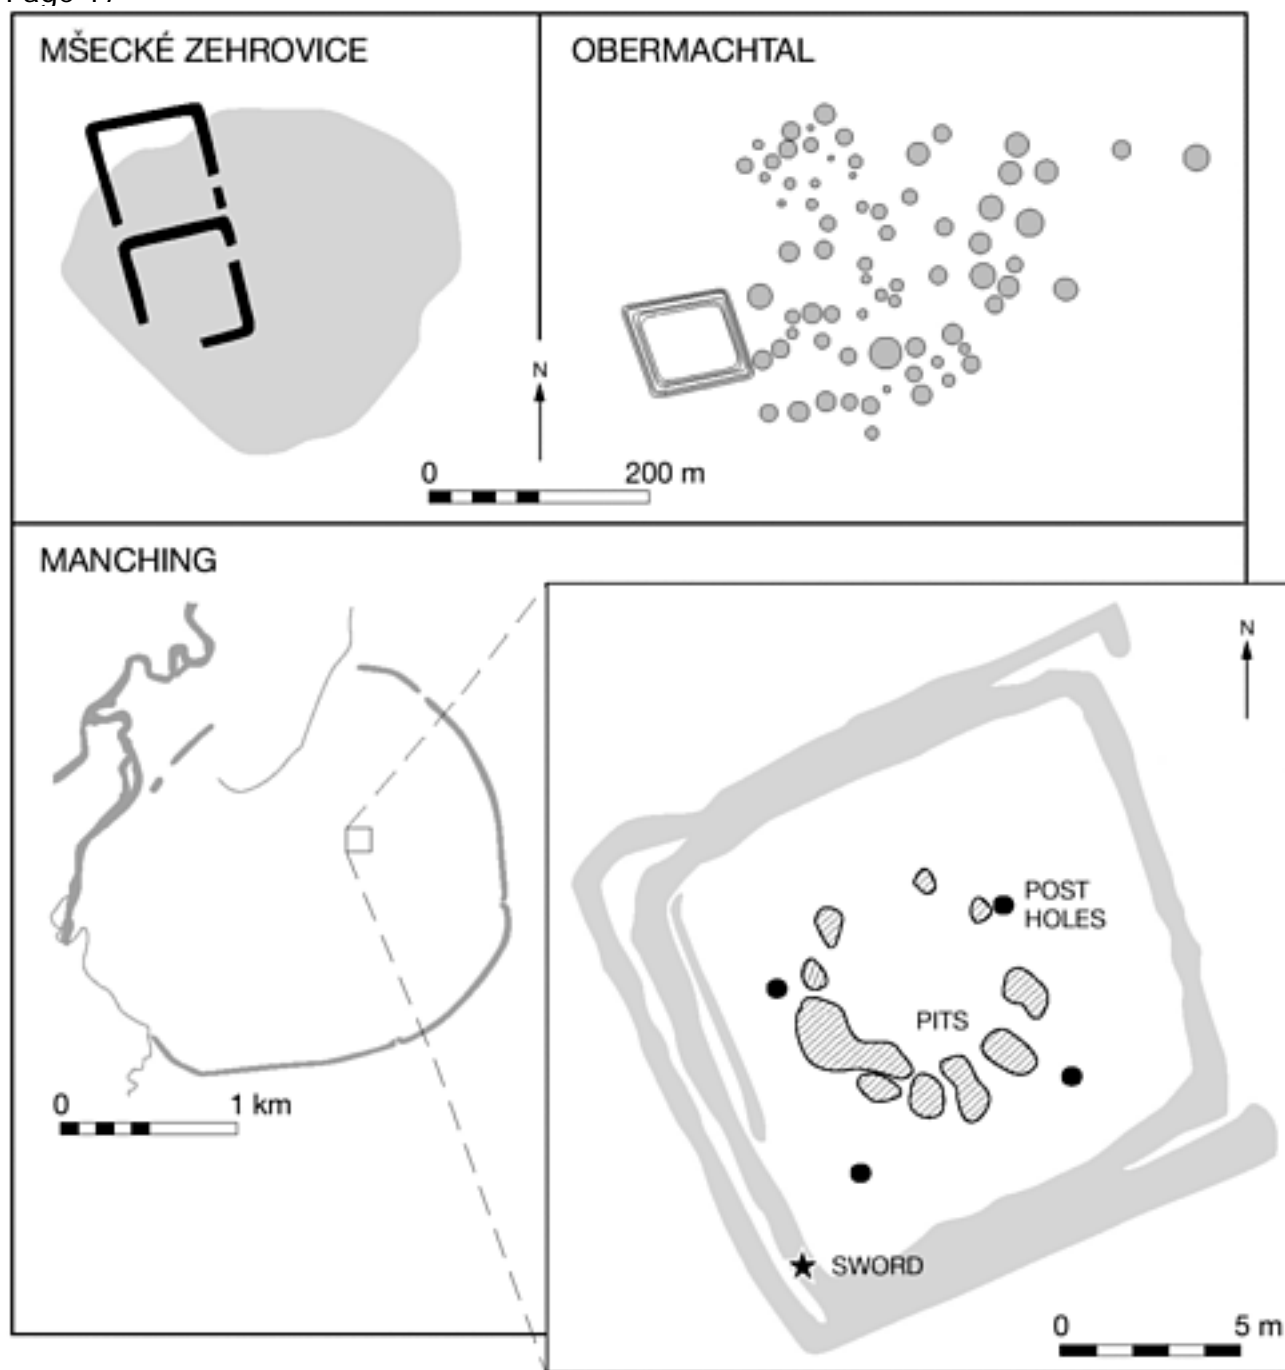 MŠECKÉ ZEHROVICE
OBERMACHTAL
N
0 200 m
MANCHING
N
POST
HOLES
PITS
0 1 km
SWORD
0 5 m